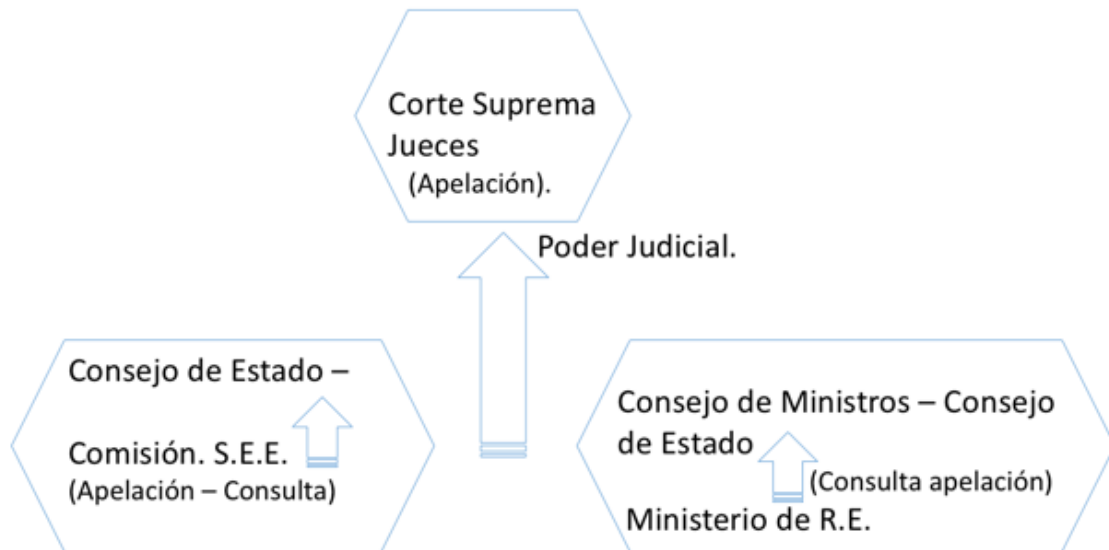 Corte Suprema
Jueces
(Apelación).
Poder Judicial.
Consejo de Estado –
Comisión. S.E.E.
(Apelación – Consulta)
Consejo de Ministros – Consejo
de Estado
(Consulta apelación)
Ministerio de R.E.